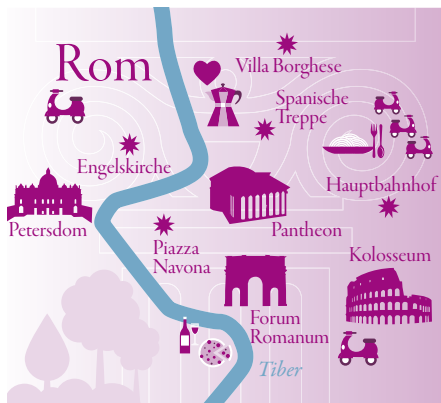 Rom
Villa Borghese
Spanische
Treppe
Engelskirche
Hauptbahnhof
Petersdom
Pantheon
Piazza
Navona
Kolosseum
Forum
Romanum
Tiber